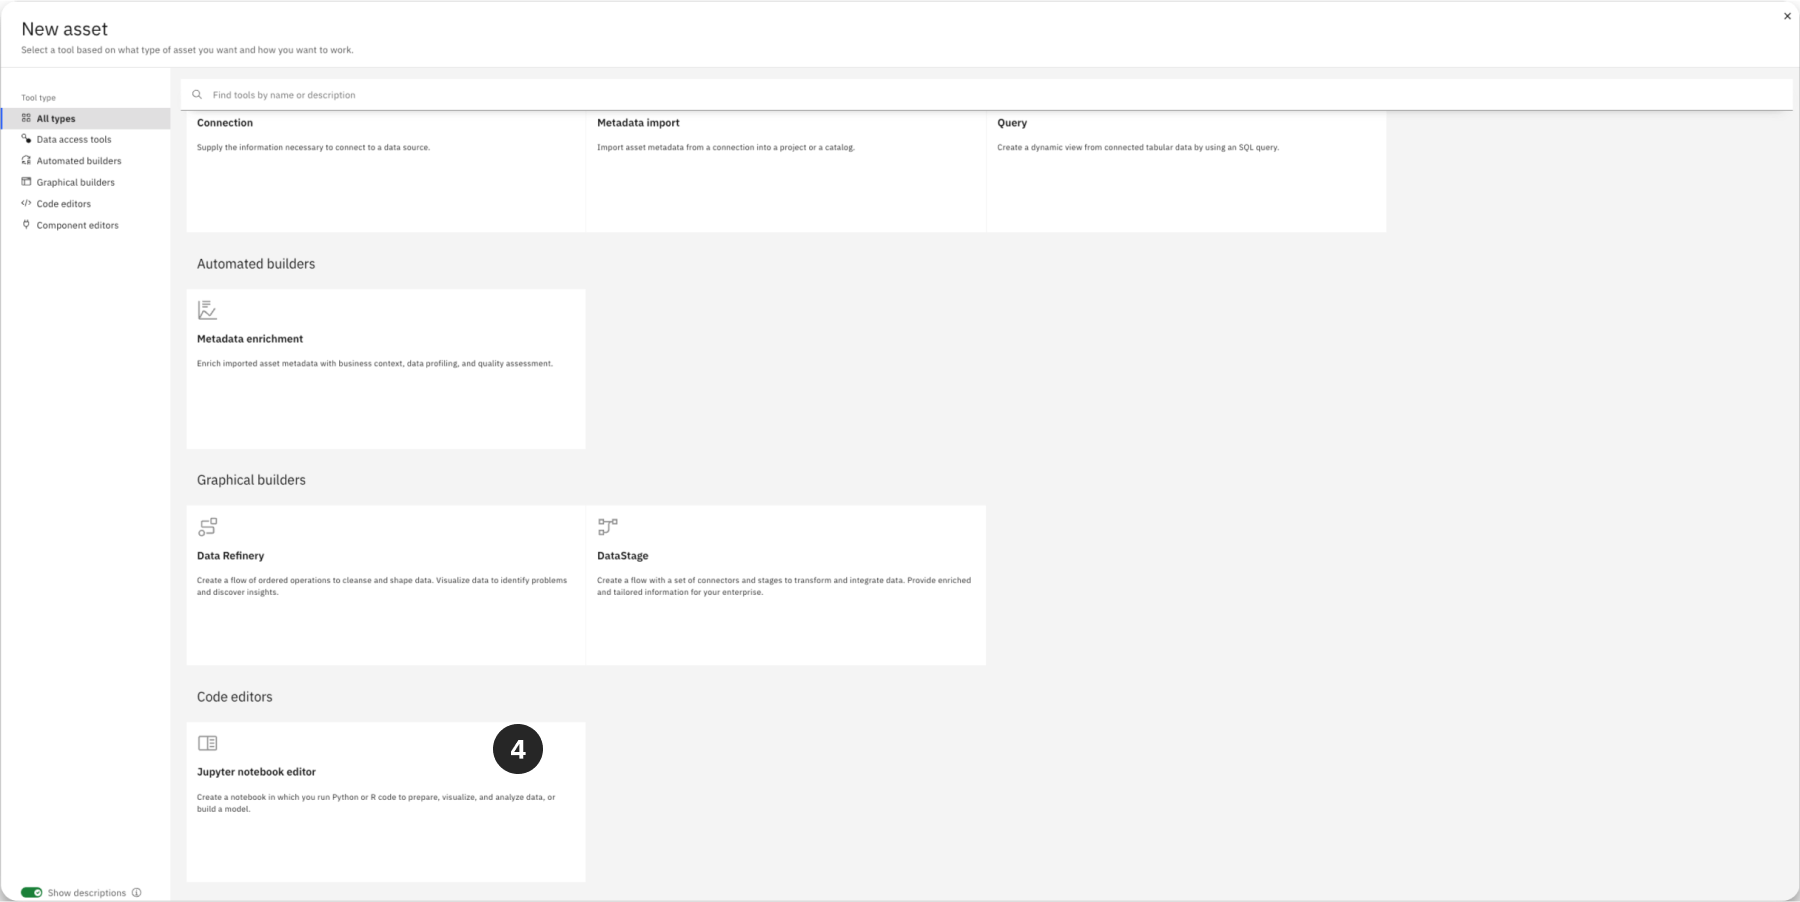 New asset
Select a tool based on what type of asset you want and how you want to work.
Tool type
All types
Data access tools
Automated builders
Graphical builders
Code editors
Component editors
Show descriptions
Find tools by name or description
Connection
Supply the information necessary to connect to a data source.
Metadata import
Import asset metadata from a connection into a project or a catalog.
Query
Create a dynamic view from connected tabular data by using an SQL query.
Automated builders
Metadata enrichment
Enrich imported asset metadata with business context, data profiling, and quality assessment.
Graphical builders
Data Refinery
Create a flow of ordered operations to cleanse and shape data. Visualize data to identify problems
and discover insights.
DataStage
Create a flow with a set of connectors and stages to transform and integrate data. Provide enriched
and tailored information for your enterprise.
Code editors
4
Jupyter notebook editor
Create a notebook in which you run Python or R code to prepare, visualize, and analyze data, or
build a model.